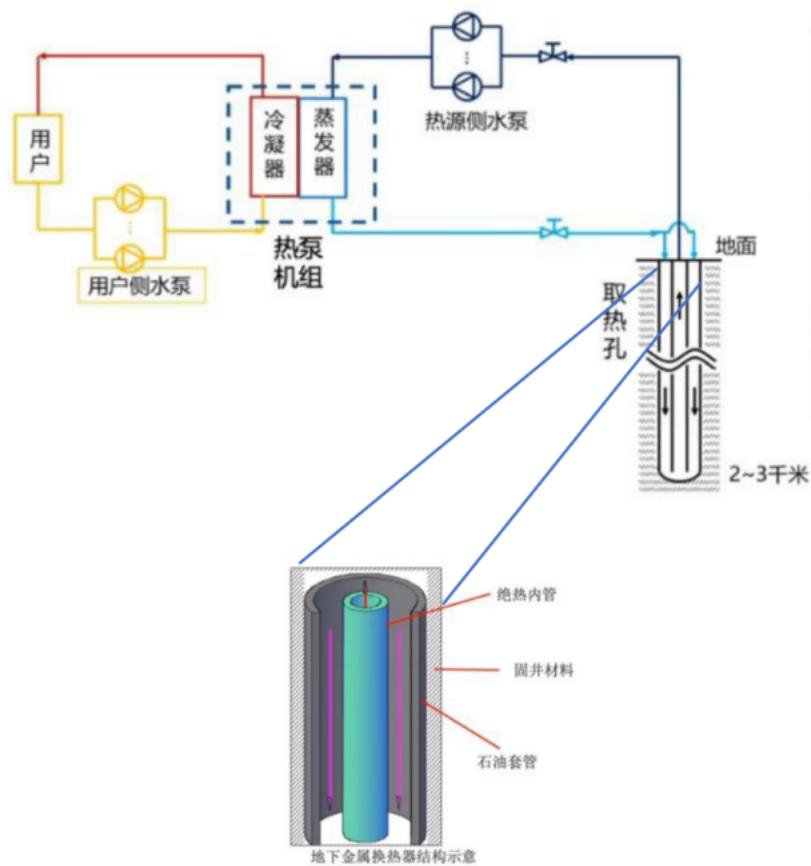 热源侧水泵
冷凝器
蒸发器
用户
热泵
机组
用户侧水泵
地面
取热孔
2~3千米
绝热内管
固井材料
石油套管
地下金属换热器结构示意